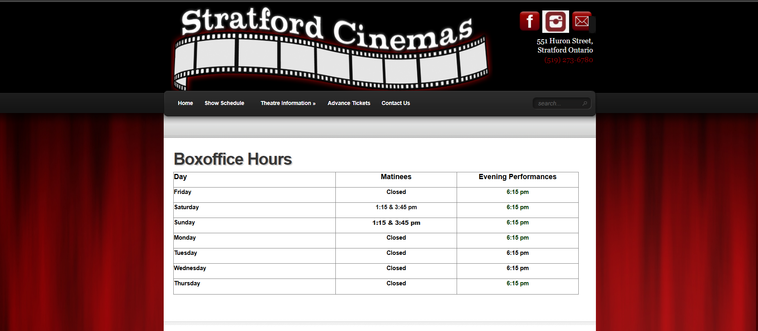 Stratford Cinemas
551 Huron Street,
Stratford Ontario
Home Show Schedule Theatre Information » Advance Tickets Contact Us
search...
Boxoffice Hours
Day Matinees Evening Performances
Friday Closed 6:15 pm
Saturday 1:15 & 3:45 pm 6:15 pm
Sunday 1:15 & 3:45 pm 6:15 pm
Monday Closed 6:15 pm
Tuesday Closed 6:15 pm
Wednesday Closed 6:15 pm
Thursday Closed 6:15 pm